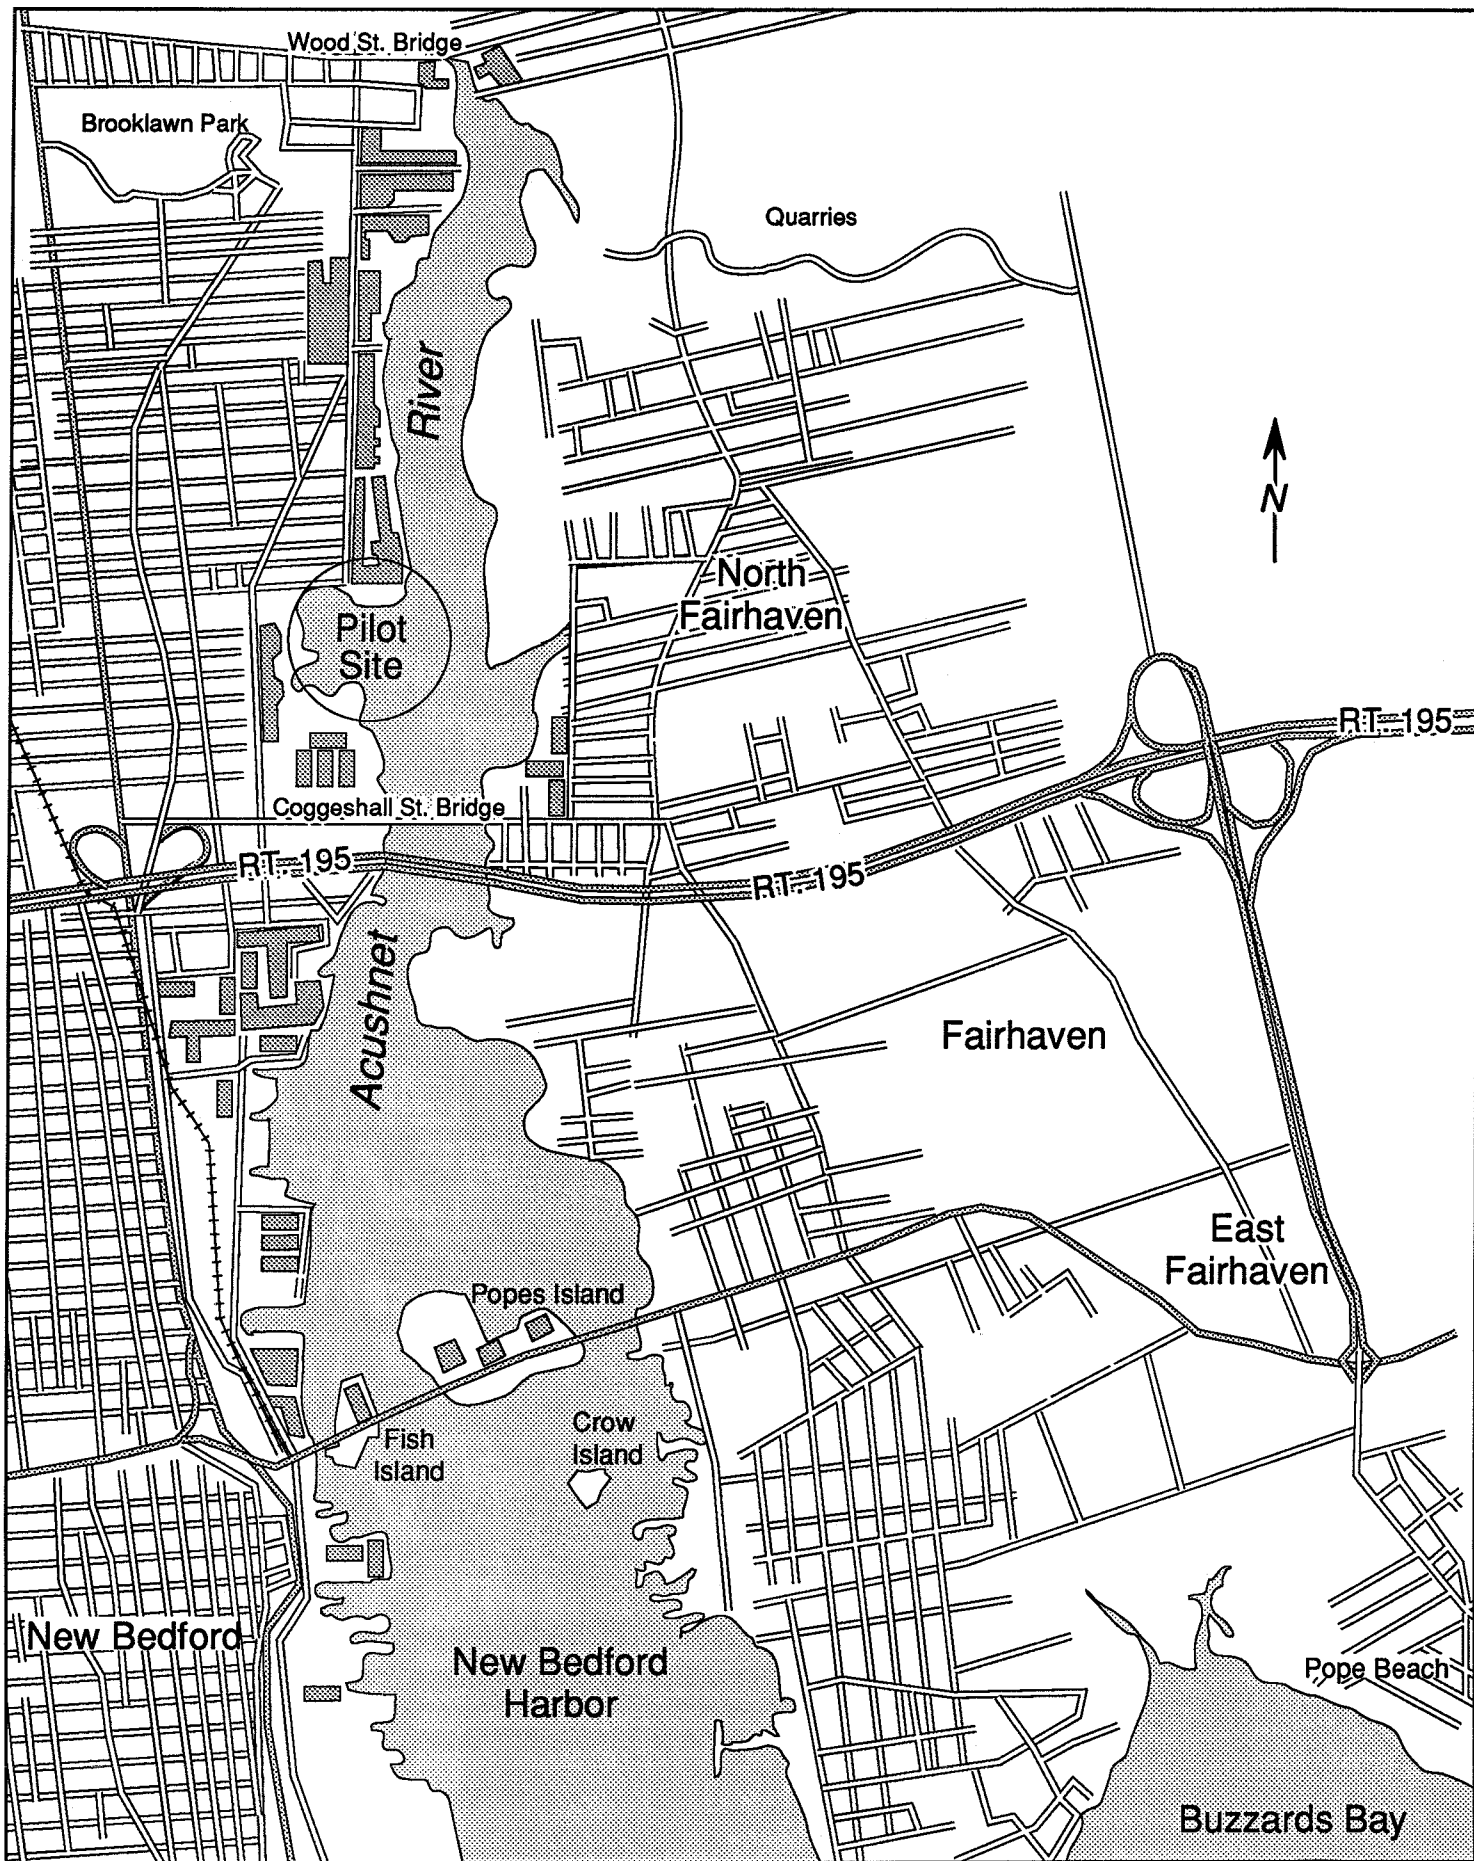 Wood St. Bridge
Brooklawn Park
Quarries
River
N
North
Fairhaven
Pilot
Site
RT. 195
Coggeshall St. Bridge
RT. 195
RT. 195
Acushnet
Fairhaven
East
Fairhaven
Popes Island
Crow
Island
Fish
Island
New Bedford
New Bedford
Harbor
Pope Beach
Buzzards Bay